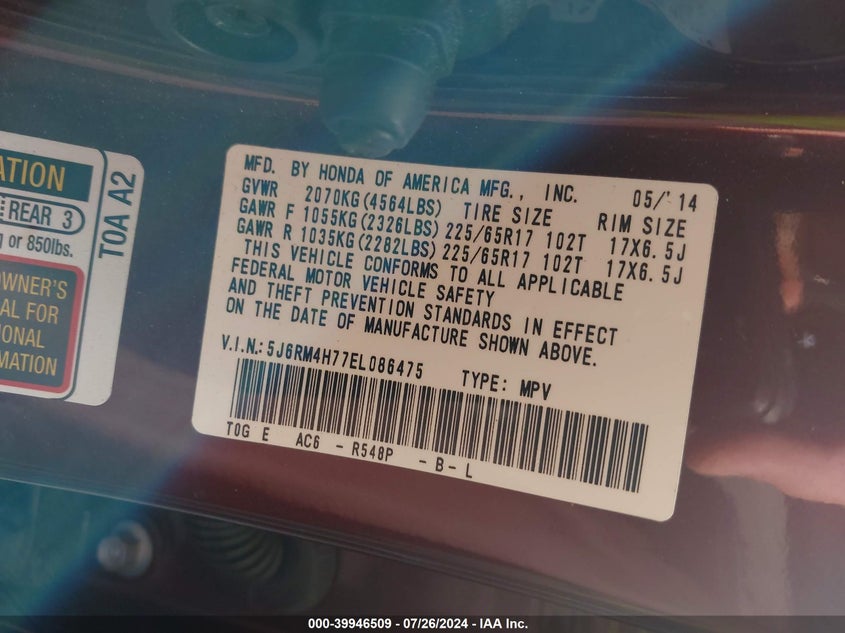 ATION
REAR 3
g or 850lbs.
OWNER'S
AL FOR
IONAL
RMATION
TOA A2
MFD. BY HONDA OF AMERICA MFG., INC. 05/'14
GVWR 2070KG(4564LBS) TIRE SIZE RIM SIZE
GAWR F 1055KG(2326LBS) 225/65R17 102T 17X6.5J
GAWR R 1035KG(2282LBS) 225/65R17 102T 17X6.5J
THIS VEHICLE CONFORMS TO ALL APPLICABLE
FEDERAL MOTOR VEHICLE SAFETY
AND THEFT PREVENTION STANDARDS IN EFFECT
ON THE DATE OF MANUFACTURE SHOWN ABOVE.
V.I.N.: 5J6RM4H77EL086475 TYPE: MPV
T0G E AC6 - R548P - B - L
000-39946509 - 07/26/2024 - IAA Inc.